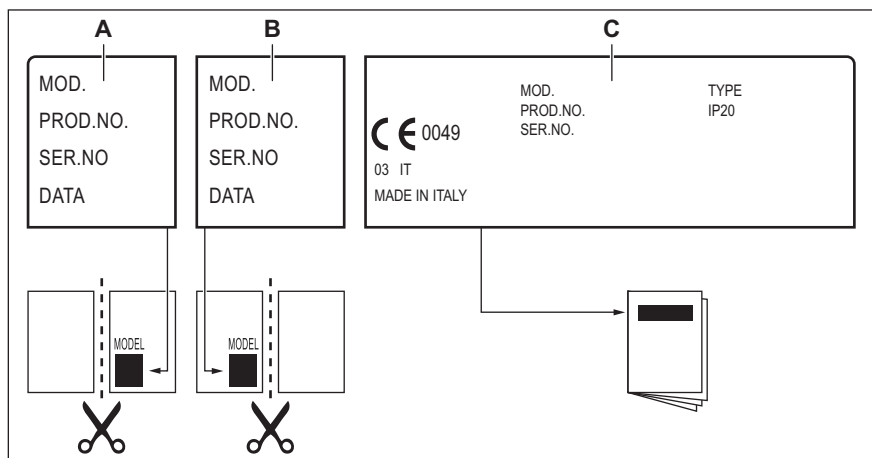 A
B
C
MOD.
PROD.NO.
SER.NO
DATA
MOD.
PROD.NO.
SER.NO
DATA
MOD.
PROD.NO.
SER.NO.
TYPE
IP20
CE 0049
03 IT
MADE IN ITALY
MODEL
MODEL